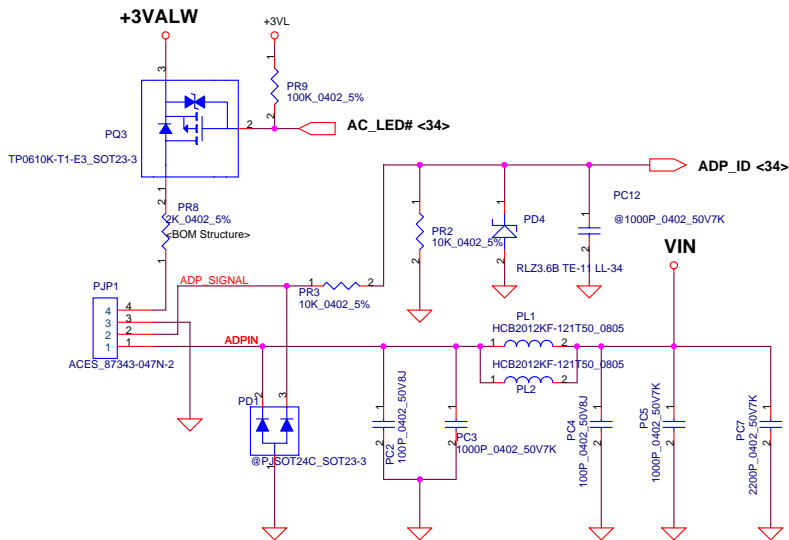 +3VALW
+3VL
3
1
PR9
100K_0402_5%
2
PQ3
2
AC_LED# <34>
TP0610K-T1-E3_SOT23-3
1
ADP_ID <34>
2
PR8
2K_0402_5%
<BOM Structure>
1
1
PR2
10K_0402_5%
2
1
PD4
2
RLZ3.6B TE-11 LL-34
PC12
1
@1000P_0402_50V7K
2
VIN
ADP_SIGNAL
1
2
PR3
10K_0402_5%
PJP1
4
3
2
1
4
3
2
1
ACES_87343-047N-2
ADPIN
PL1
HCB2012KF-121T50_0805
1
2
HCB2012KF-121T50_0805
1
2
PL2
PD1
2
3
1
@PJSOT24C_SOT23-3
1
2
PC2
100P_0402_50V8J
1
2
PC3
1000P_0402_50V7K
1
2
PC4
100P_0402_50V8J
1
2
PC5
1000P_0402_50V7K
1
2
PC7
2200P_0402_50V7K